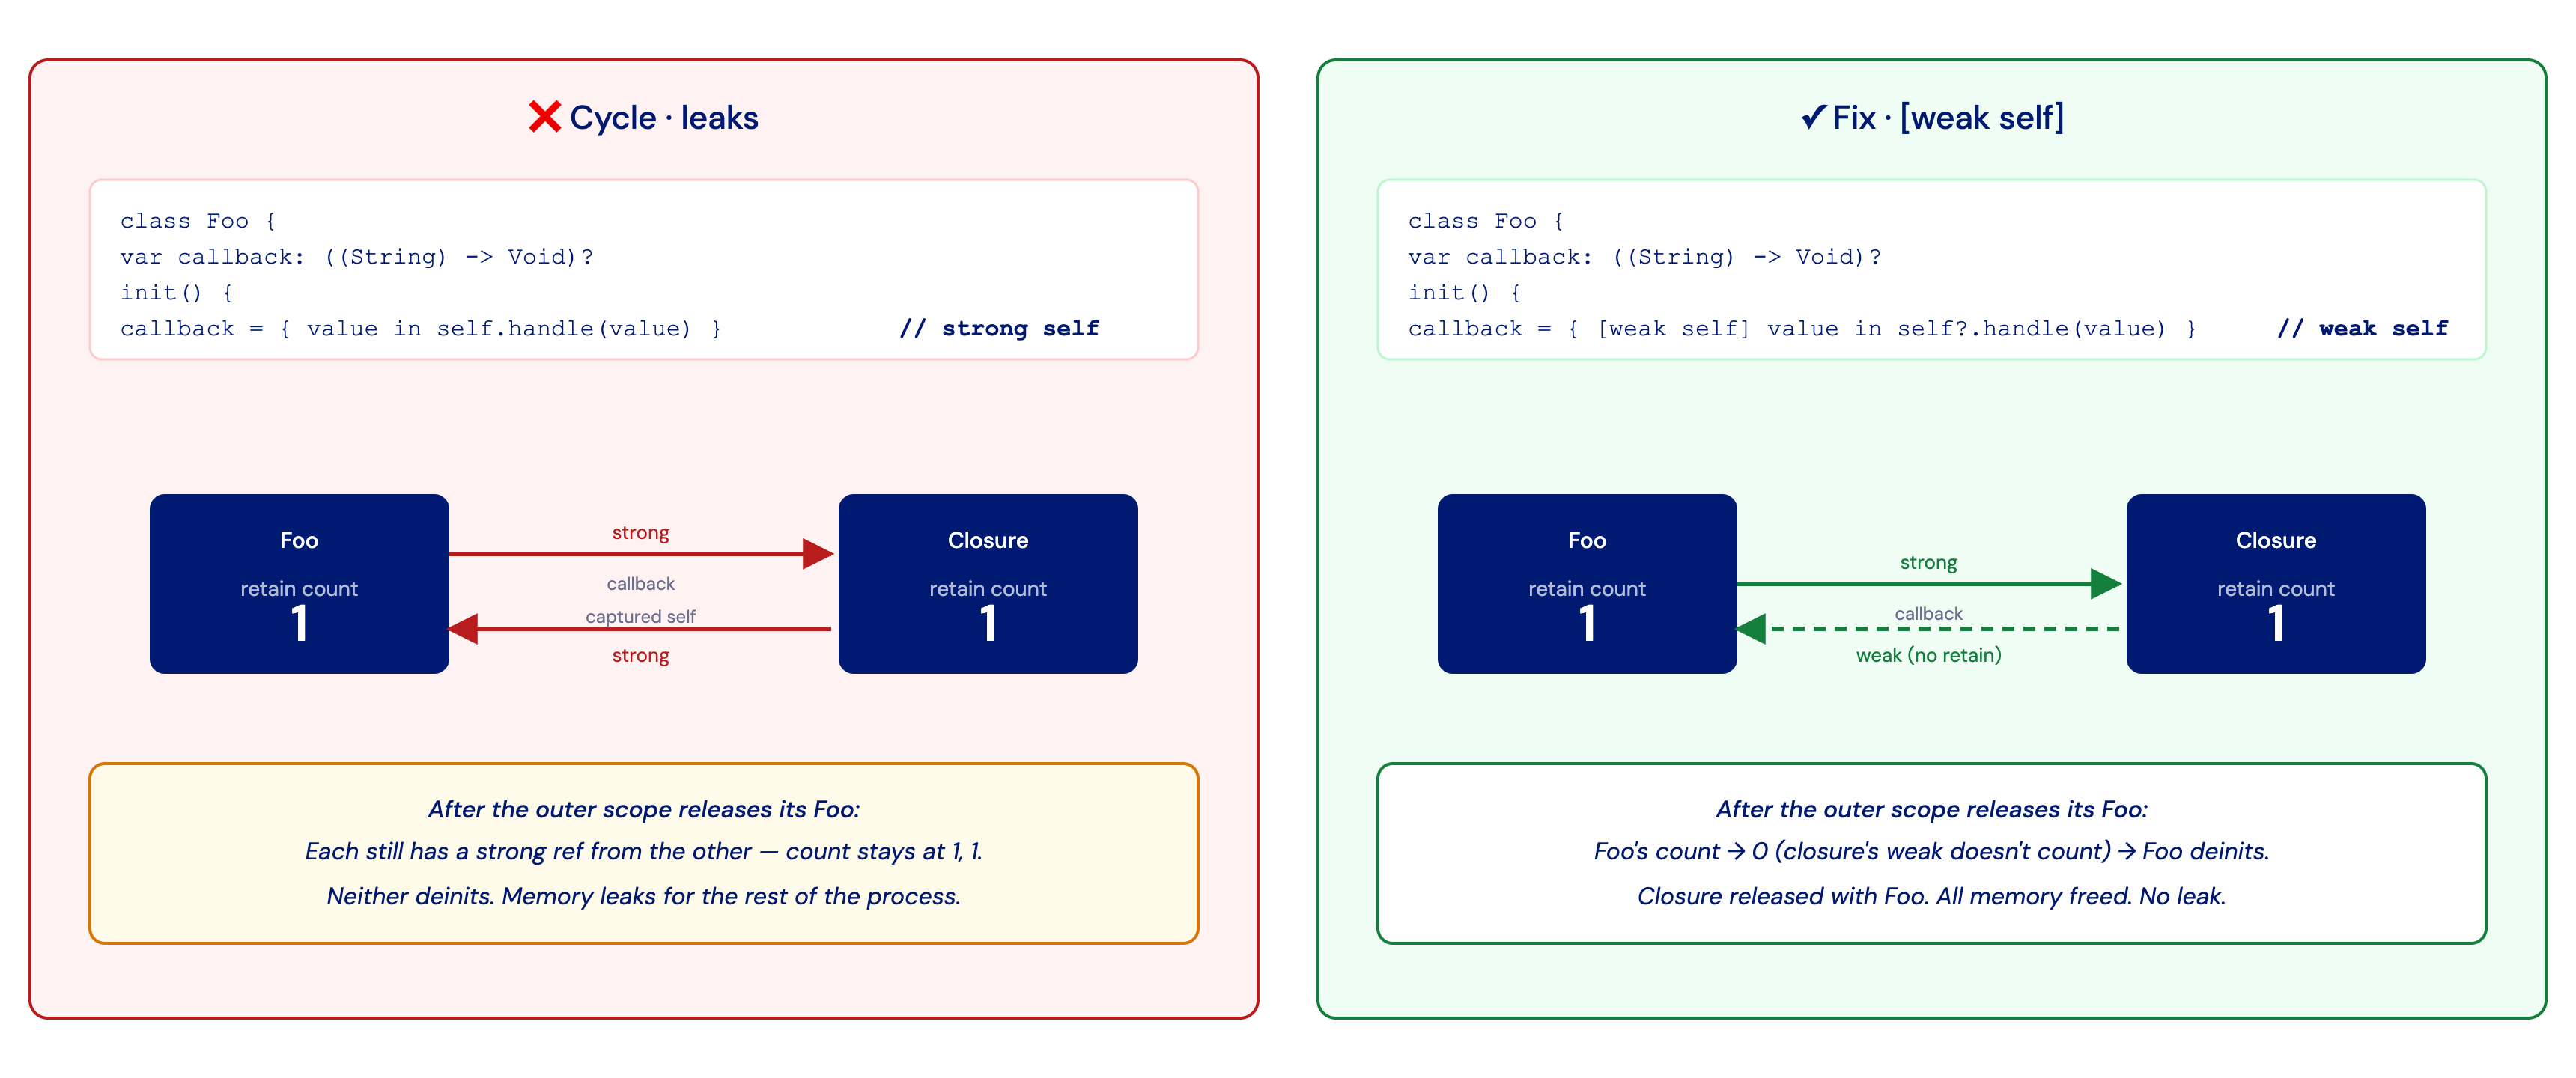 ❌ Cycle · leaks
class Foo {
var callback: ((String) -> Void)?
init() {
callback = { value in self.handle(value) } // strong self
Foo
retain count
1
strong
callback
captured self
strong
Closure
retain count
1
After the outer scope releases its Foo:
Each still has a strong ref from the other — count stays at 1, 1.
Neither deinits. Memory leaks for the rest of the process.
✓ Fix · [weak self]
class Foo {
var callback: ((String) -> Void)?
init() {
callback = { [weak self] value in self?.handle(value) } // weak self
Foo
retain count
1
strong
callback
weak (no retain)
Closure
retain count
1
After the outer scope releases its Foo:
Foo's count → 0 (closure's weak doesn't count) → Foo deinits.
Closure released with Foo. All memory freed. No leak.